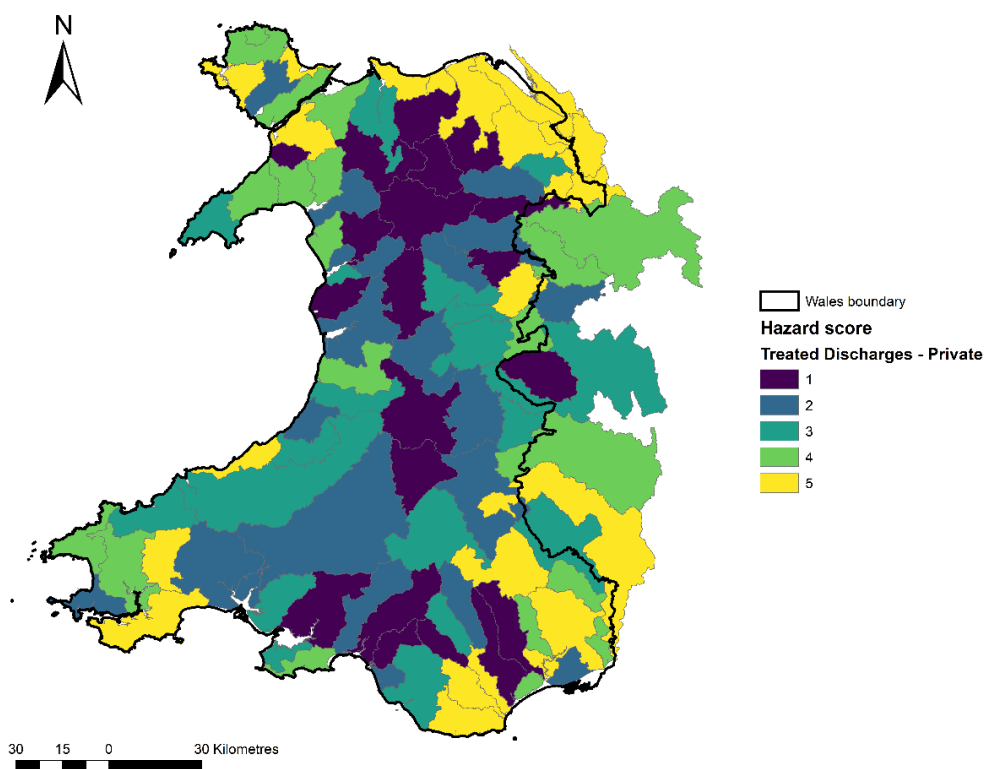 N
Wales boundary
Hazard score
Treated Discharges - Private
1
2
3
4
5
30 15 0 30 Kilometres